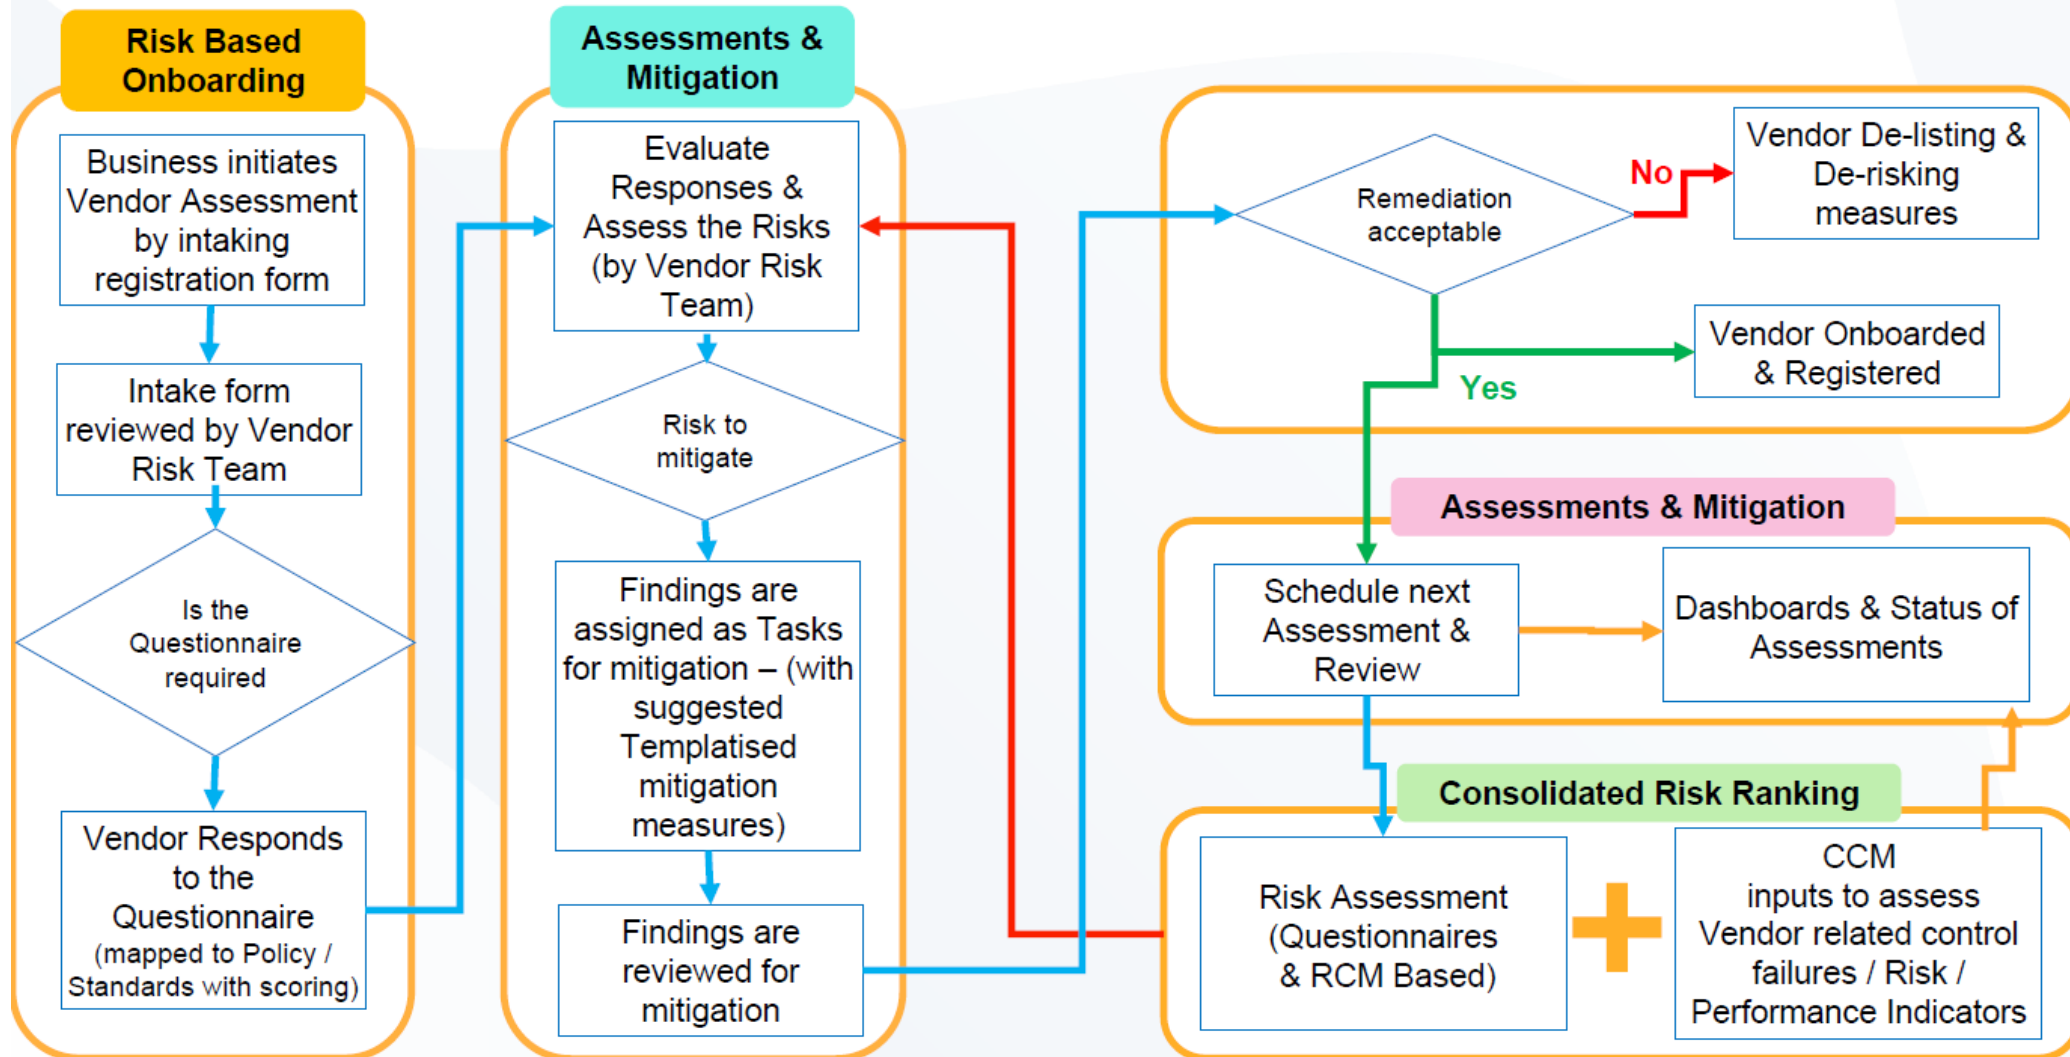 Risk Based
Onboarding
Business initiates
Vendor Assessment
by intaking
registration form
Intake form
reviewed by Vendor
Risk Team
Is the
Questionnaire
required
Vendor Responds
to the
Questionnaire
(mapped to Policy /
Standards with scoring)
Assessments &
Mitigation
Evaluate
Responses &
Assess the Risks
(by Vendor Risk
Team)
Risk to
mitigate
Findings are
assigned as Tasks
for mitigation – (with
suggested
Templatised
mitigation
measures)
Findings are
reviewed for
mitigation
Remediation
acceptable
No
Vendor De-listing &
De-risking
measures
Yes
Vendor Onboarded
& Registered
Assessments & Mitigation
Schedule next
Assessment &
Review
Dashboards & Status of
Assessments
Consolidated Risk Ranking
Risk Assessment
(Questionnaires
& RCM Based)
CCM
inputs to assess
Vendor related control
failures / Risk /
Performance Indicators